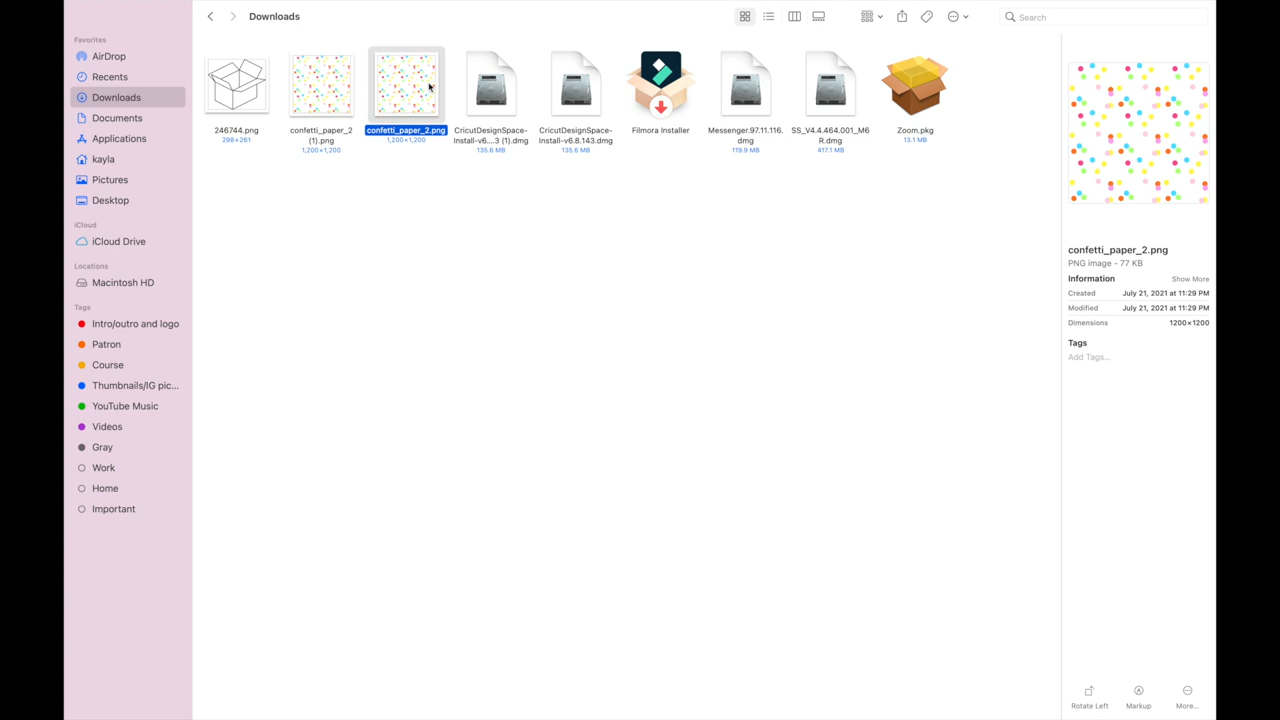 Downloads
Search
Favorites
AirDrop
Recents
Downloads
Documents
Applications
kayla
Pictures
Desktop
iCloud
iCloud Drive
Locations
Macintosh HD
Tags
Intro/outro and logo
Patron
Course
Thumbnails/IG pic...
YouTube Music
Videos
Gray
Work
Home
Important
246744.png
298×261
confetti_paper_2
(1).png
1,200×1,200
confetti_paper_2.png
1,200×1,200
CricutDesignSpace-
Install-v6....3 (1).dmg
135.6 MB
CricutDesignSpace-
Install-v6.8.143.dmg
135.6 MB
Filmora Installer
Messenger.97.11.116.
dmg
119.9 MB
SS_V4.4.464.001_M6
R.dmg
417.1 MB
Zoom.pkg
13.1 MB
confetti_paper_2.png
PNG image - 77 KB
Information Show More
Created July 21, 2021 at 11:29 PM
Modified July 21, 2021 at 11:29 PM
Dimensions 1200×1200
Tags
Add Tags...
Rotate Left Markup More...